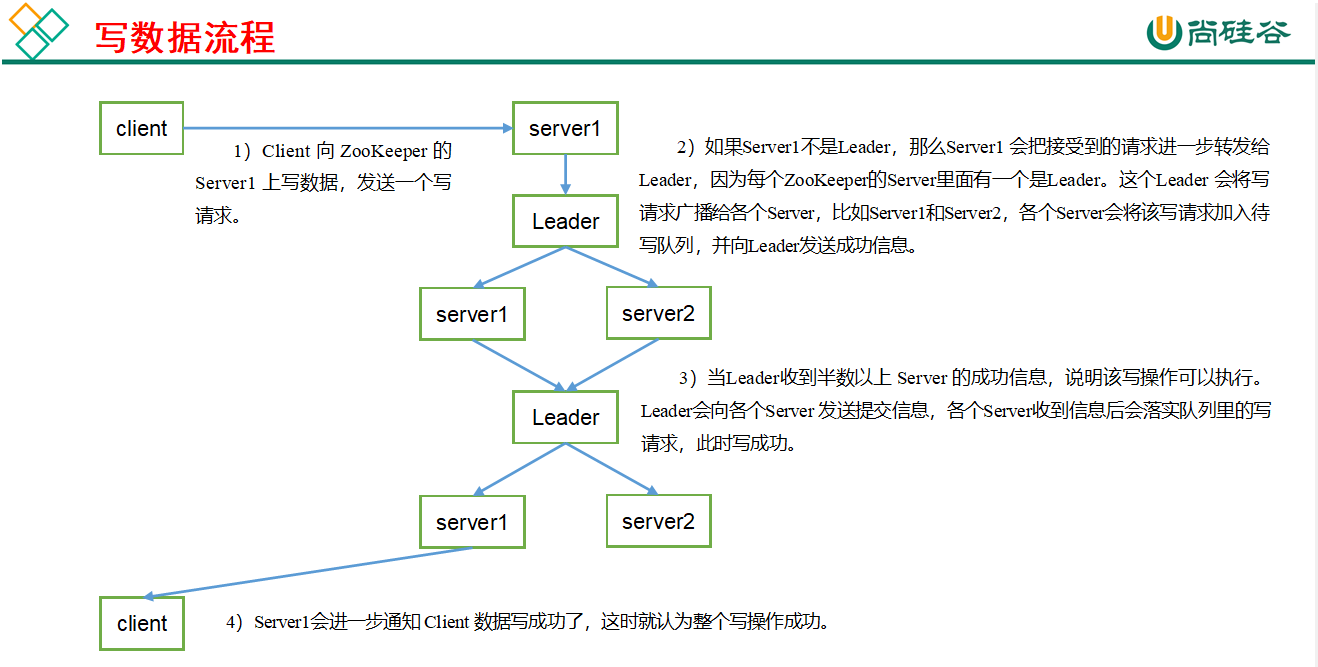 写数据流程
尚硅谷
client
server1
1）Client 向 ZooKeeper 的
Server1 上写数据，发送一个写
请求。
2）如果Server1不是Leader，那么Server1 会把接受到的请求进一步转发给
Leader，因为每个ZooKeeper的Server里面有一个是Leader。这个Leader 会将写
请求广播给各个Server，比如Server1和Server2，各个Server会将该写请求加入待
写队列，并向Leader发送成功信息。
Leader
server1
server2
3）当Leader收到半数以上 Server 的成功信息，说明该写操作可以执行。
Leader会向各个Server 发送提交信息，各个Server收到信息后会落实队列里的写
请求，此时写成功。
Leader
server1
server2
client
4）Server1会进一步通知 Client 数据写成功了，这时就认为整个写操作成功。